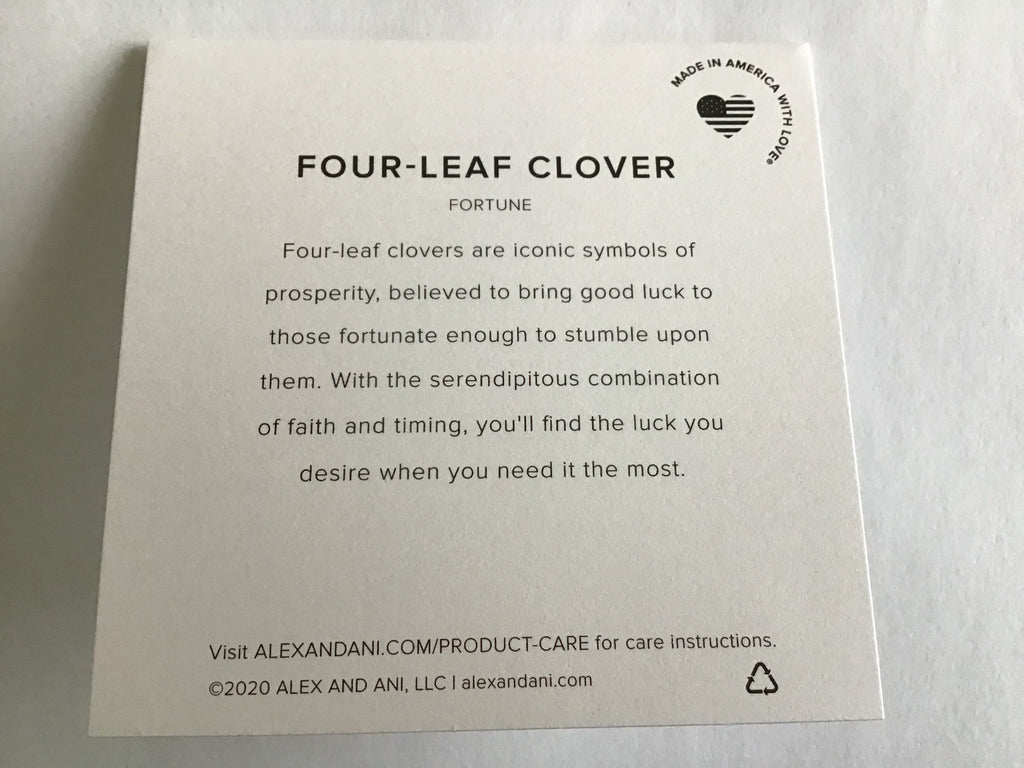 MADE IN AMERICA WITH LOVE®
FOUR-LEAF CLOVER
FORTUNE
Four-leaf clovers are iconic symbols of
prosperity, believed to bring good luck to
those fortunate enough to stumble upon
them. With the serendipitous combination
of faith and timing, you'll find the luck you
desire when you need it the most.
Visit ALEXANDANI.COM/PRODUCT-CARE for care instructions.
©2020 ALEX AND ANI, LLC | alexandani.com